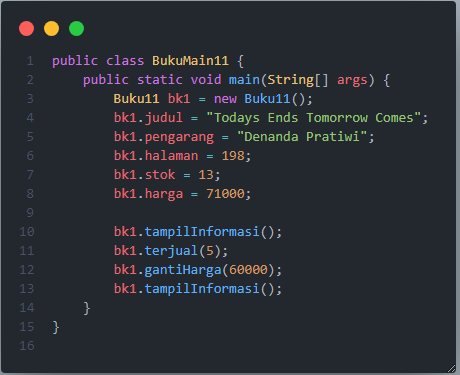 1 public class BukuMain11 {
2     public static void main(String[] args) {
3         Buku11 bk1 = new Buku11();
4         bk1.judul = "Todays Ends Tomorrow Comes";
5         bk1.pengarang = "Denanda Pratiwi";
6         bk1.halaman = 198;
7         bk1.stok = 13;
8         bk1.harga = 71000;
9
10         bk1.tampilInformasi();
11         bk1.terjual(5);
12         bk1.gantiHarga(60000);
13         bk1.tampilInformasi();
14     }
15 }
16